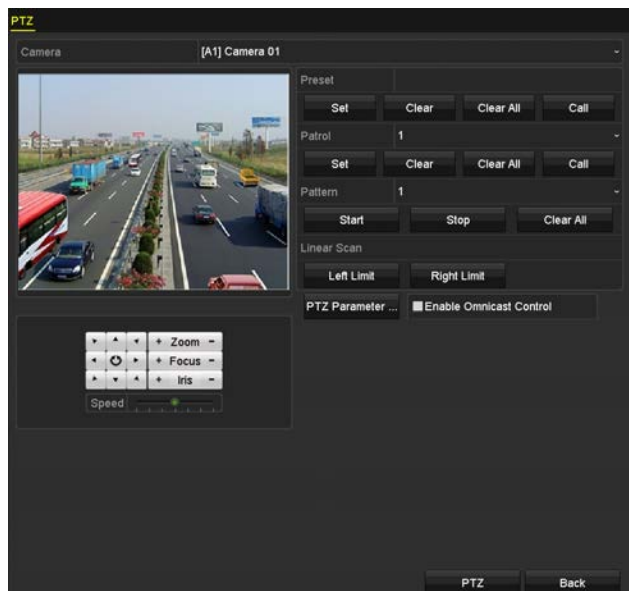 PTZ
Camera [A1] Camera 01
Preset
Set Clear Clear All Call
Patrol 1
Set Clear Clear All Call
Pattern 1
Start Stop Clear All
Linear Scan
Left Limit Right Limit
PTZ Parameter ... Enable Omnicast Control
+ Zoom -
+ Focus -
+ Iris -
Speed
PTZ Back